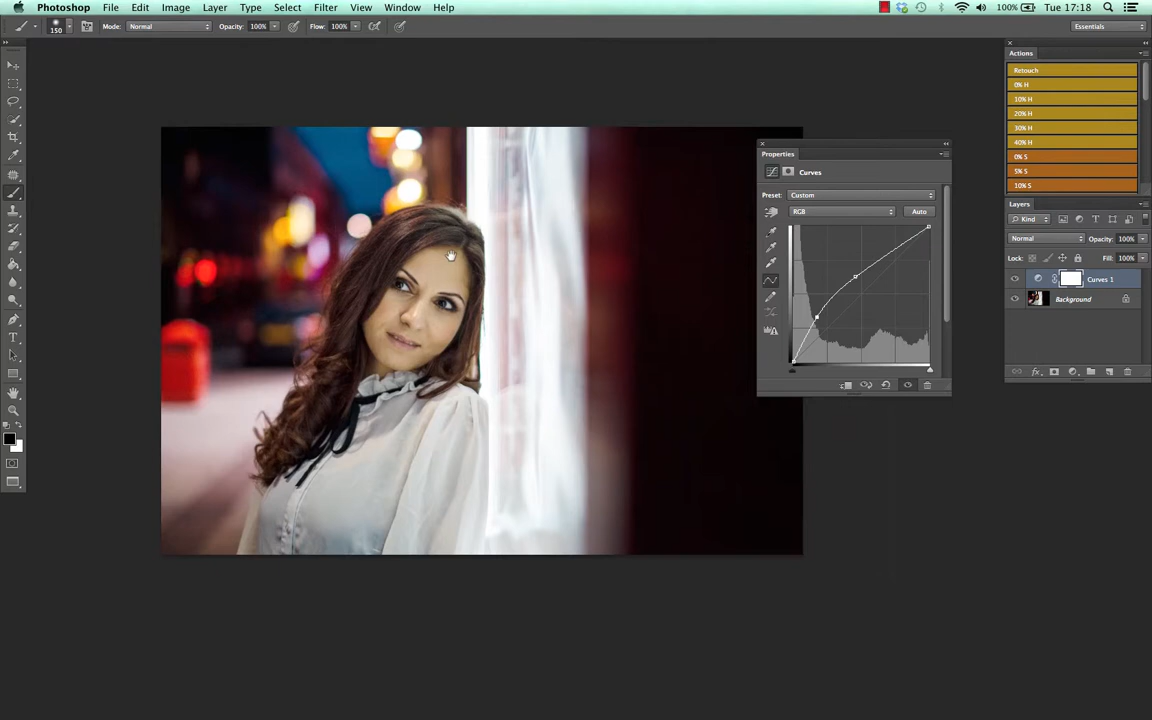 Photoshop File Edit Image Layer Type Select Filter View Window Help 100% Tue 17:18
150 Mode: Normal Opacity: 100% Flow: 100% Essentials
Actions
Retouch
0% H
10% H
20% H
30% H
40% H
0% S
5% S
10% S
Properties
Curves
Preset: Custom
RGB Auto
Layers
Kind
Normal Opacity: 100%
Lock: Fill: 100%
Curves 1
Background